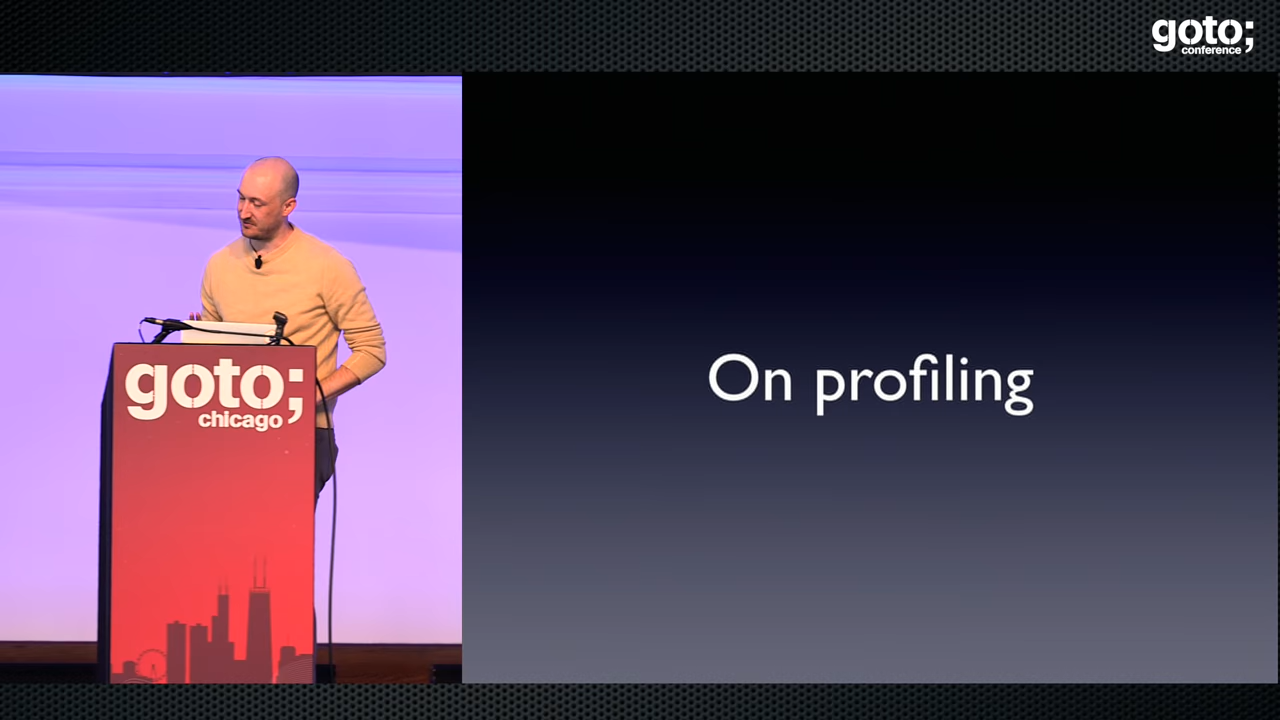 goto;
conference
goto;
chicago
On profiling